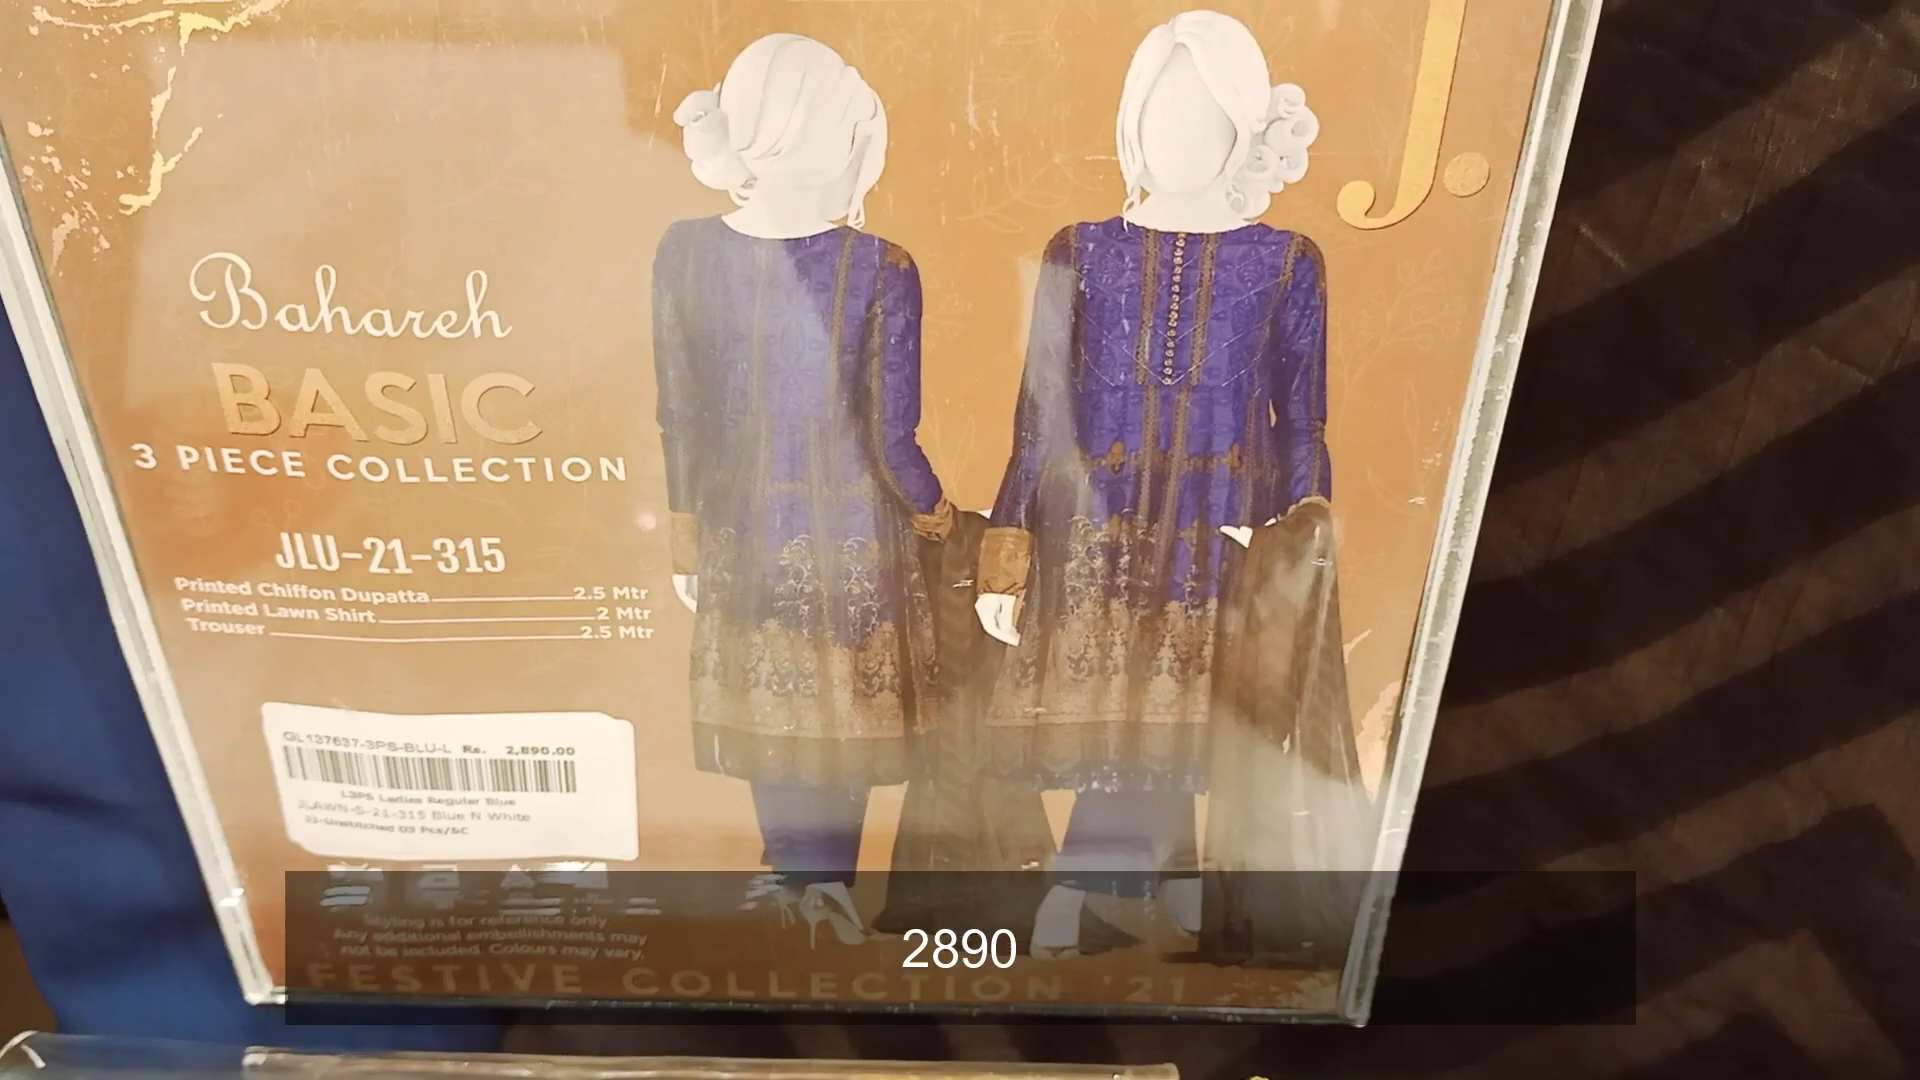 J.
Bahareh
BASIC
3 PIECE COLLECTION
JLU-21-315
Printed Chiffon Dupatta 2.5 Mtr
Printed Lawn Shirt 2 Mtr
Trouser 2.5 Mtr
GL137637-3PS-BLU-L Rs. 2,890.00
L3PS Ladies Regular Blue
JLAWN-S-21-315 Blue N White
JJ-Unstitched 03 Pcs/SC
Styling is for reference only
Any additional embellishments may
not be included. Colours may vary.
2890
FESTIVE COLLECTION '21